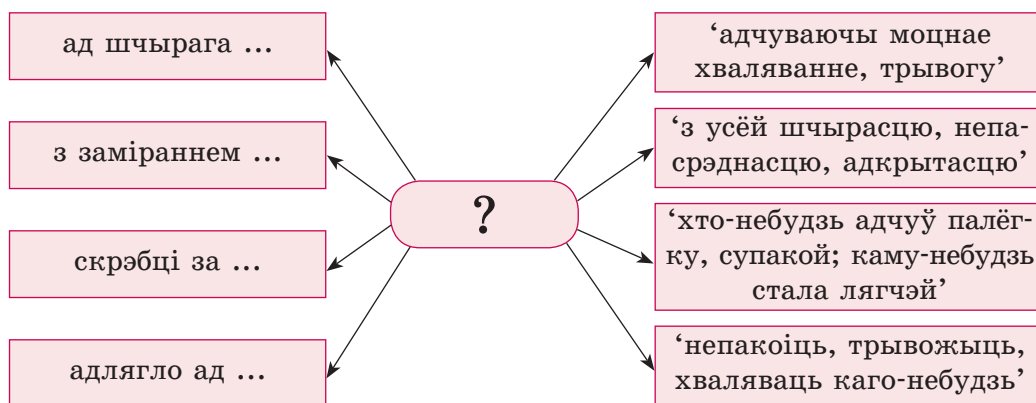 ад шчырага ...
з заміраннем ...
скрэбці за ...
адлягло ад ...
?
‘адчуваючы моцнае
хваляванне, трывогу’
‘з усёй шчырасцю, непа-
срэднасцю, адкрытасцю’
‘хто-небудзь адчуў палёг-
ку, супакой; каму-небудзь
стала лягчэй’
‘непакоіць, трывожыць,
хваляваць каго-небудзь’